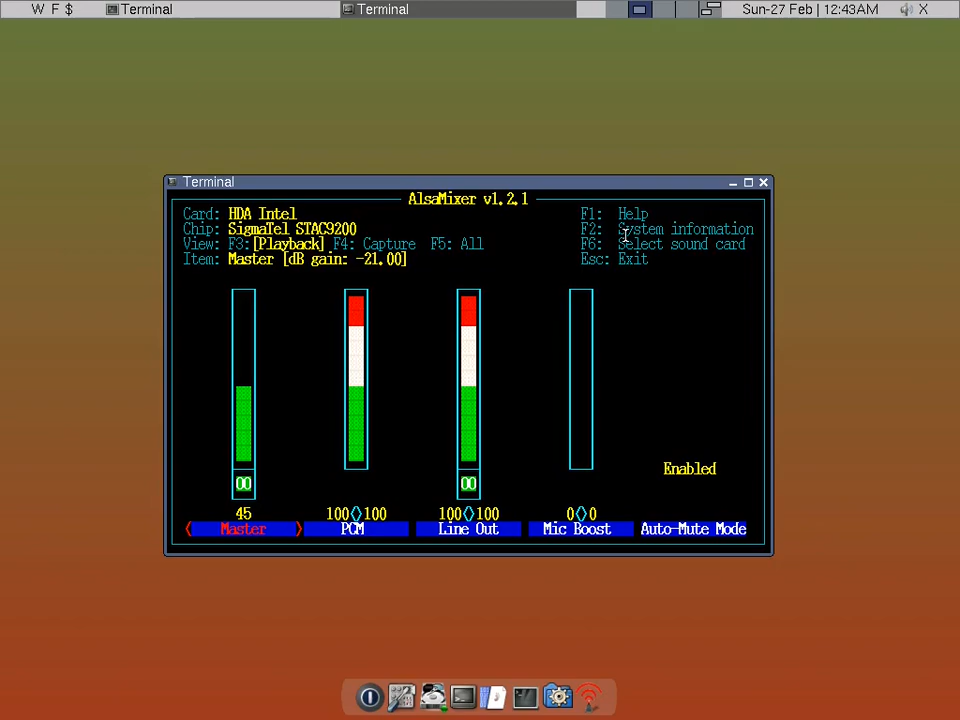 W F $ Terminal Terminal Sun-27 Feb | 12:43AM X
Terminal
AlsaMixer v1.2.1
Card: HDA Intel F1: Help
Chip: SigmaTel STAC9200 F2: System information
View: F3:[Playback] F4: Capture F5: All F6: Select sound card
Item: Master [dB gain: -21.00] Esc: Exit
Enabled
00 00
45 100<>100 100<>100 0<>0
< Master > PCM Line Out Mic Boost Auto-Mute Mode